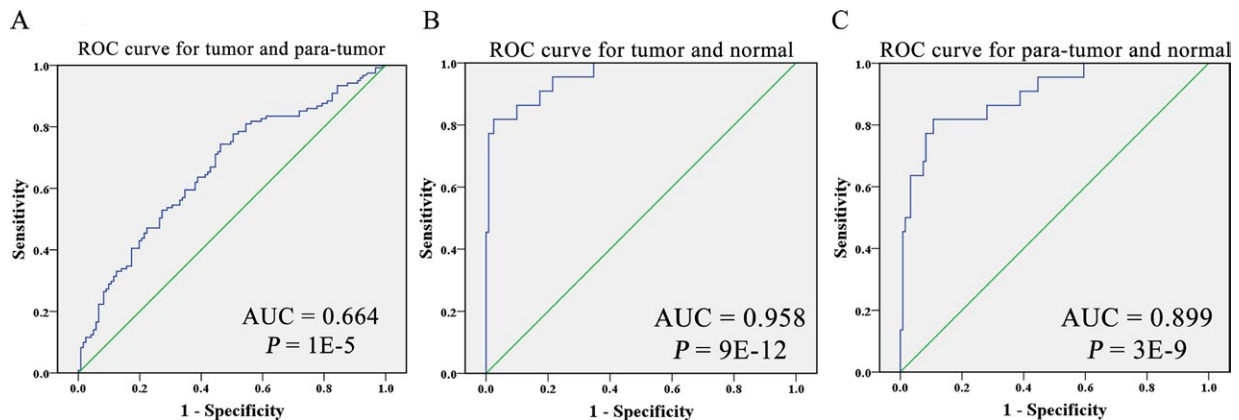 A
ROC curve for tumor and para-tumor
1.0
0.8
0.6
0.4
0.2
0.0
Sensitivity
AUC = 0.664
P = 1E-5
0.0 0.2 0.4 0.6 0.8 1.0
1 - Specificity
B
ROC curve for tumor and normal
1.0
0.8
0.6
0.4
0.2
0.0
Sensitivity
AUC = 0.958
P = 9E-12
0.0 0.2 0.4 0.6 0.8 1.0
1 - Specificity
C
ROC curve for para-tumor and normal
1.0
0.8
0.6
0.4
0.2
0.0
Sensitivity
AUC = 0.899
P = 3E-9
0.0 0.2 0.4 0.6 0.8 1.0
1 - Specificity